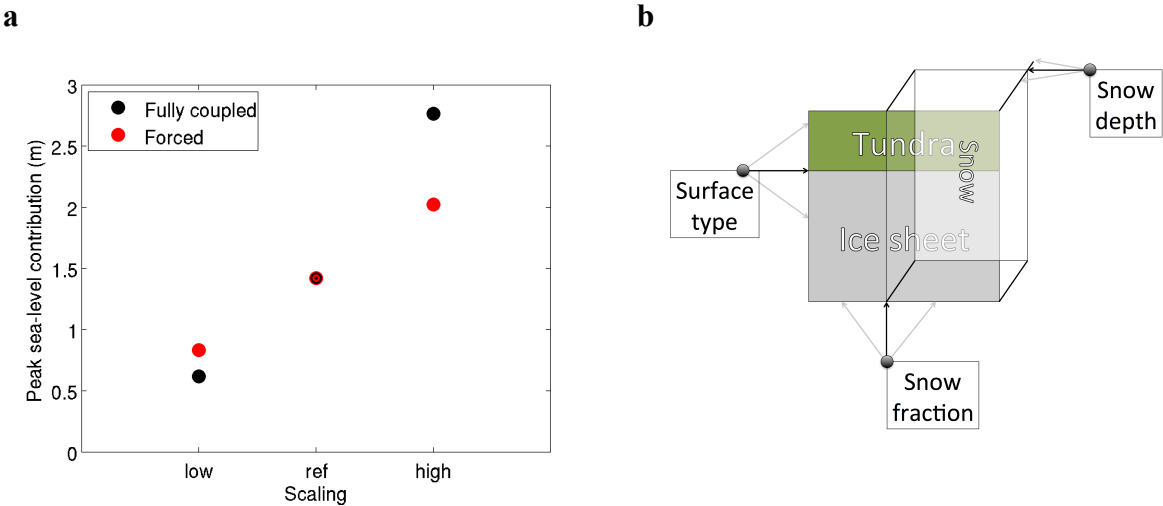 a
b
3
2.5
2
1.5
1
0.5
0
Peak sea-level contribution (m)
Fully coupled
Forced
low
ref
high
Scaling
Snow
depth
Tundra
Snow
Surface
type
Ice sheet
Snow
fraction